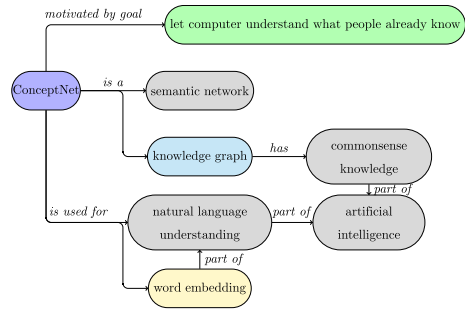 motivated by goal
let computer understand what people already know
ConceptNet
is a
semantic network
knowledge graph
has
commonsense
knowledge
part of
is used for
natural language
understanding
part of
artificial
intelligence
part of
word embedding